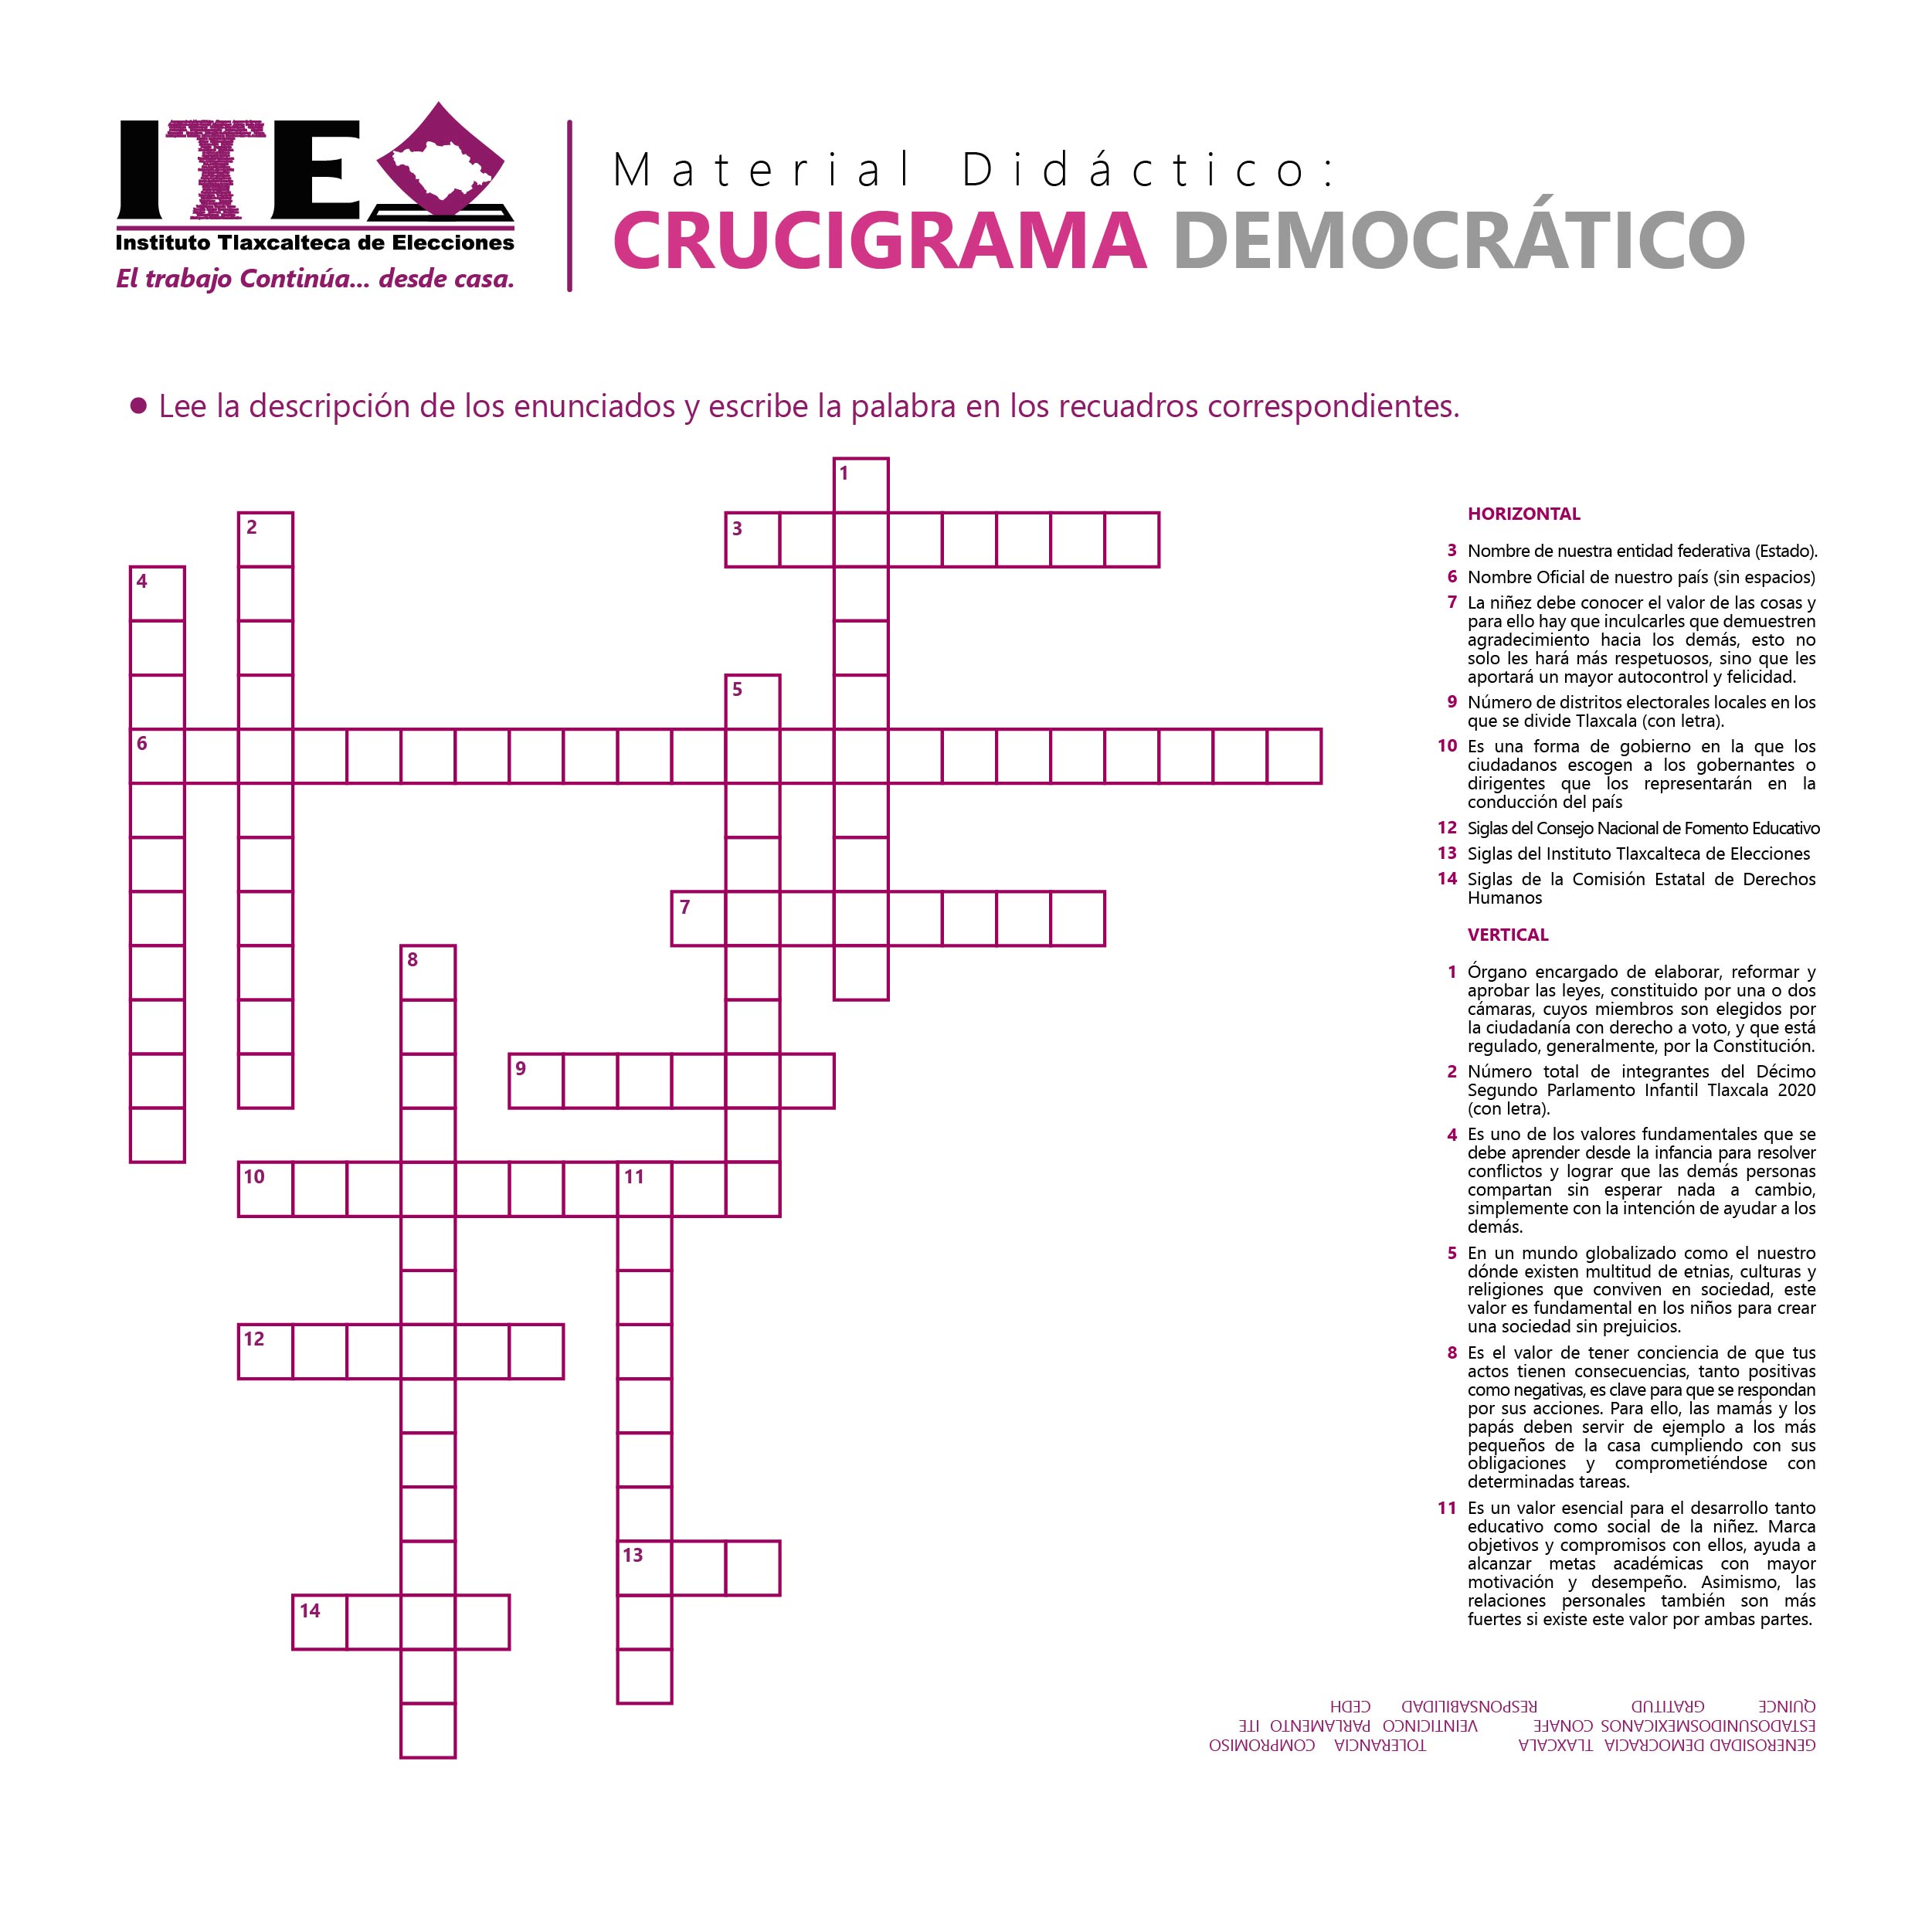 ITE
Instituto Tlaxcalteca de Elecciones
El trabajo Continúa... desde casa.
Material Didáctico:
CRUCIGRAMA DEMOCRÁTICO
• Lee la descripción de los enunciados y escribe la palabra en los recuadros correspondientes.
1
2
3
4
5
6
7
8
9
10
11
12
13
14
HORIZONTAL
3 Nombre de nuestra entidad federativa (Estado).
6 Nombre Oficial de nuestro país (sin espacios)
7 La niñez debe conocer el valor de las cosas y
para ello hay que inculcarles que demuestren
agradecimiento hacia los demás, esto no
solo les hará más respetuosos, sino que les
aportará un mayor autocontrol y felicidad.
9 Número de distritos electorales locales en los
que se divide Tlaxcala (con letra).
10 Es una forma de gobierno en la que los
ciudadanos escogen a los gobernantes o
dirigentes que los representarán en la
conducción del país
12 Siglas del Consejo Nacional de Fomento Educativo
13 Siglas del Instituto Tlaxcalteca de Elecciones
14 Siglas de la Comisión Estatal de Derechos
Humanos
VERTICAL
1 Órgano encargado de elaborar, reformar y
aprobar las leyes, constituido por una o dos
cámaras, cuyos miembros son elegidos por
la ciudadanía con derecho a voto, y que está
regulado, generalmente, por la Constitución.
2 Número total de integrantes del Décimo
Segundo Parlamento Infantil Tlaxcala 2020
(con letra).
4 Es uno de los valores fundamentales que se
debe aprender desde la infancia para resolver
conflictos y lograr que las demás personas
compartan sin esperar nada a cambio,
simplemente con la intención de ayudar a los
demás.
5 En un mundo globalizado como el nuestro
dónde existen multitud de etnias, culturas y
religiones que conviven en sociedad, este
valor es fundamental en los niños para crear
una sociedad sin prejuicios.
8 Es el valor de tener conciencia de que tus
actos tienen consecuencias, tanto positivas
como negativas, es clave para que se respondan
por sus acciones. Para ello, las mamás y los
papás deben servir de ejemplo a los más
pequeños de la casa cumpliendo con sus
obligaciones y comprometiéndose con
determinadas tareas.
11 Es un valor esencial para el desarrollo tanto
educativo como social de la niñez. Marca
objetivos y compromisos con ellos, ayuda a
alcanzar metas académicas con mayor
motivación y desempeño. Asimismo, las
relaciones personales también son más
fuertes si existe este valor por ambas partes.
GENEROSIDAD DEMOCRACIA TLAXCALA TOLERANCIA COMPROMISO
ESTADOSUNIDOSMEXICANOS CONAFE VEINTICINCO PARLAMENTO ITE
QUINCE GRATITUD RESPONSABILIDAD CEDH